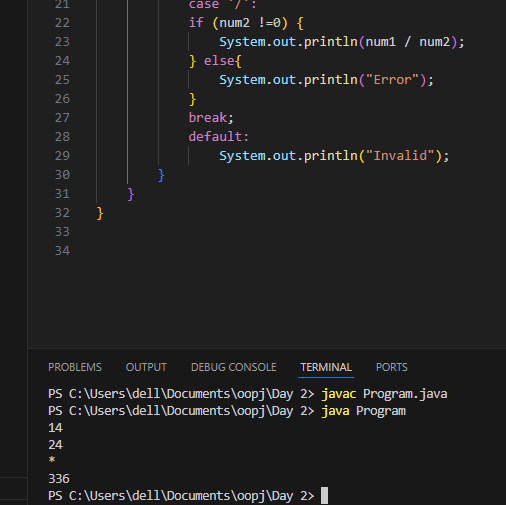 21 case '/':
22 if (num2 !=0) {
23 System.out.println(num1 / num2);
24 } else{
25 System.out.println("Error");
26 }
27 break;
28 default:
29 System.out.println("Invalid");
30 }
31 }
32 }
33
34
PROBLEMS OUTPUT DEBUG CONSOLE TERMINAL PORTS
PS C:\Users\dell\Documents\oopj\Day 2> javac Program.java
PS C:\Users\dell\Documents\oopj\Day 2> java Program
14
24
*
336
PS C:\Users\dell\Documents\oopj\Day 2>